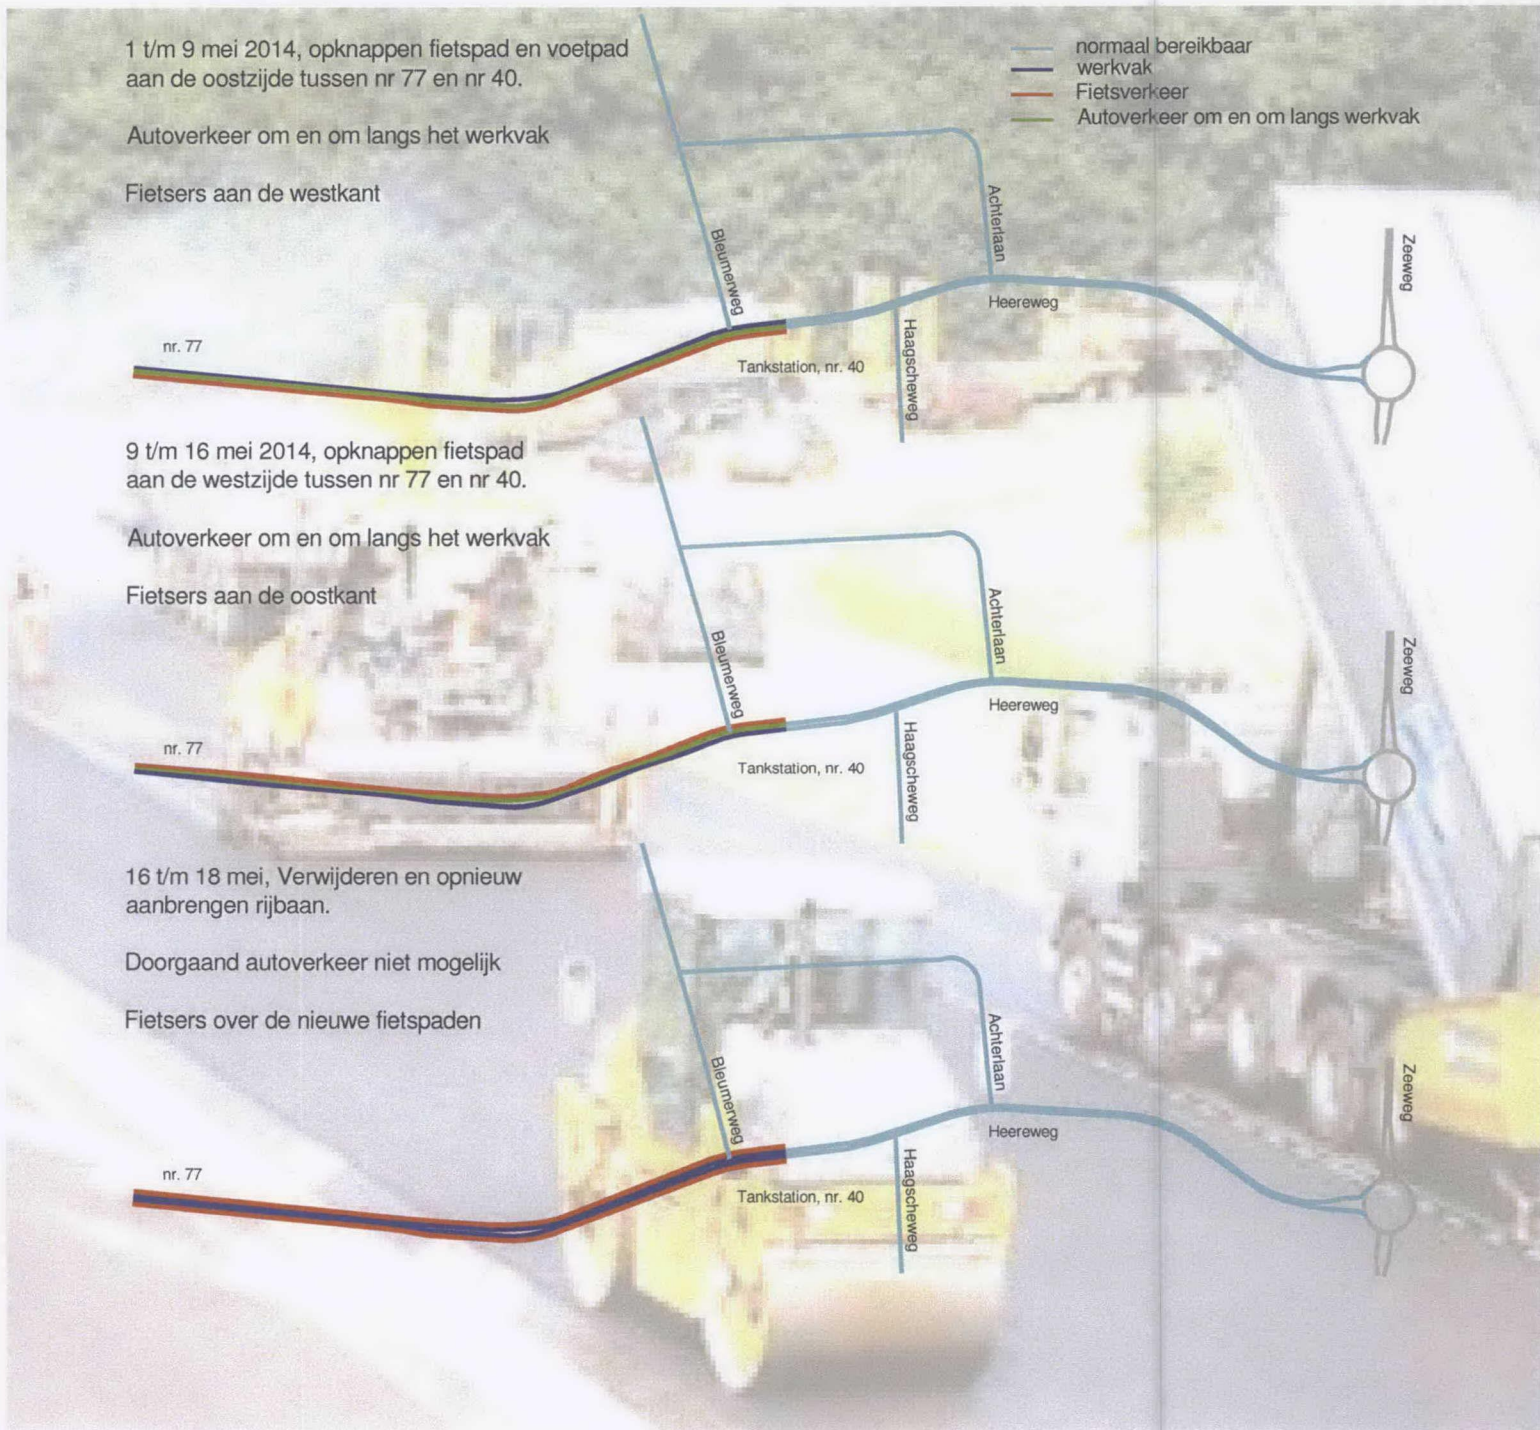 1 t/m 9 mei 2014, opknappen fietspad en voetpad
aan de oostzijde tussen nr 77 en nr 40.
Autoverkeer om en om langs het werkvak
Fietsers aan de westkant
normaal bereikbaar
werkvak
Fietsverkeer
Autoverkeer om en om langs werkvak
Bleumerweg
Achterlaan
Zeeweg
Heereweg
Haagscheweg
nr. 77
Tankstation, nr. 40
9 t/m 16 mei 2014, opknappen fietspad
aan de westzijde tussen nr 77 en nr 40.
Autoverkeer om en om langs het werkvak
Fietsers aan de oostkant
Bleumerweg
Achterlaan
Zeeweg
Heereweg
Haagscheweg
nr. 77
Tankstation, nr. 40
16 t/m 18 mei, Verwijderen en opnieuw
aanbrengen rijbaan.
Doorgaand autoverkeer niet mogelijk
Fietsers over de nieuwe fietspaden
Bleumerweg
Achterlaan
Zeeweg
Heereweg
Haagscheweg
nr. 77
Tankstation, nr. 40